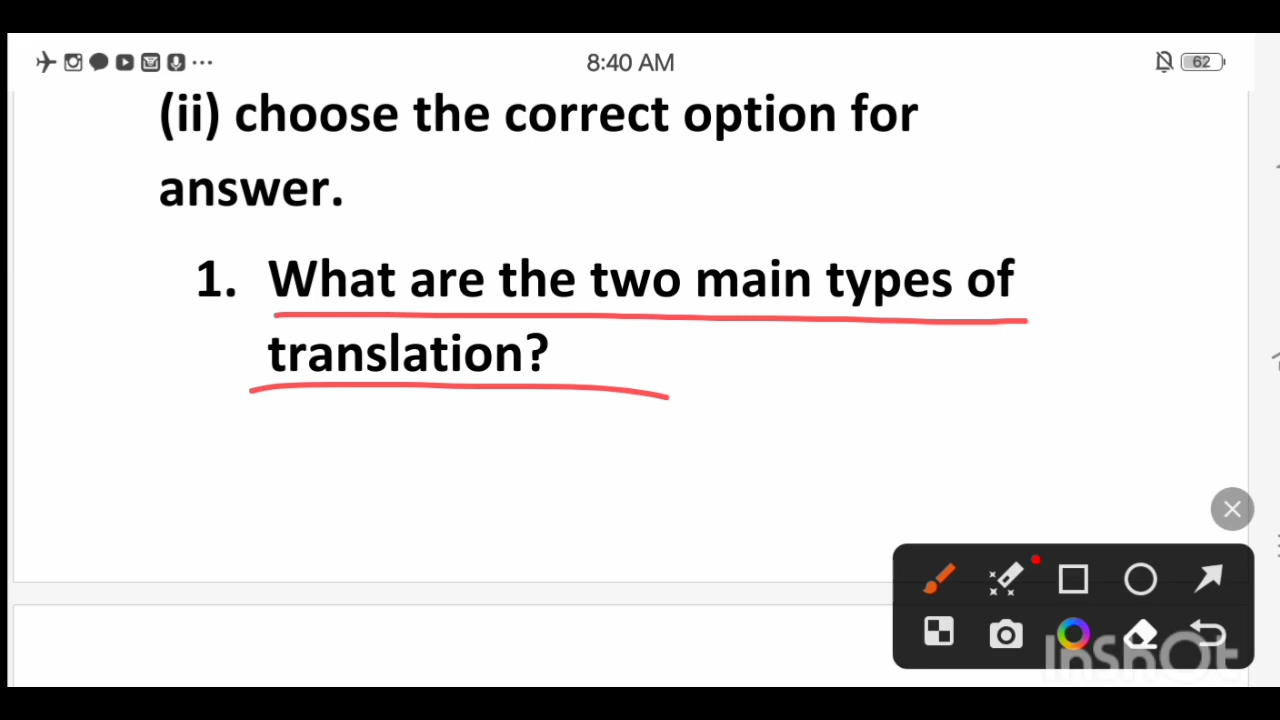 8:40 AM
62
(ii) choose the correct option for
answer.
1. What are the two main types of
translation?
InShOt